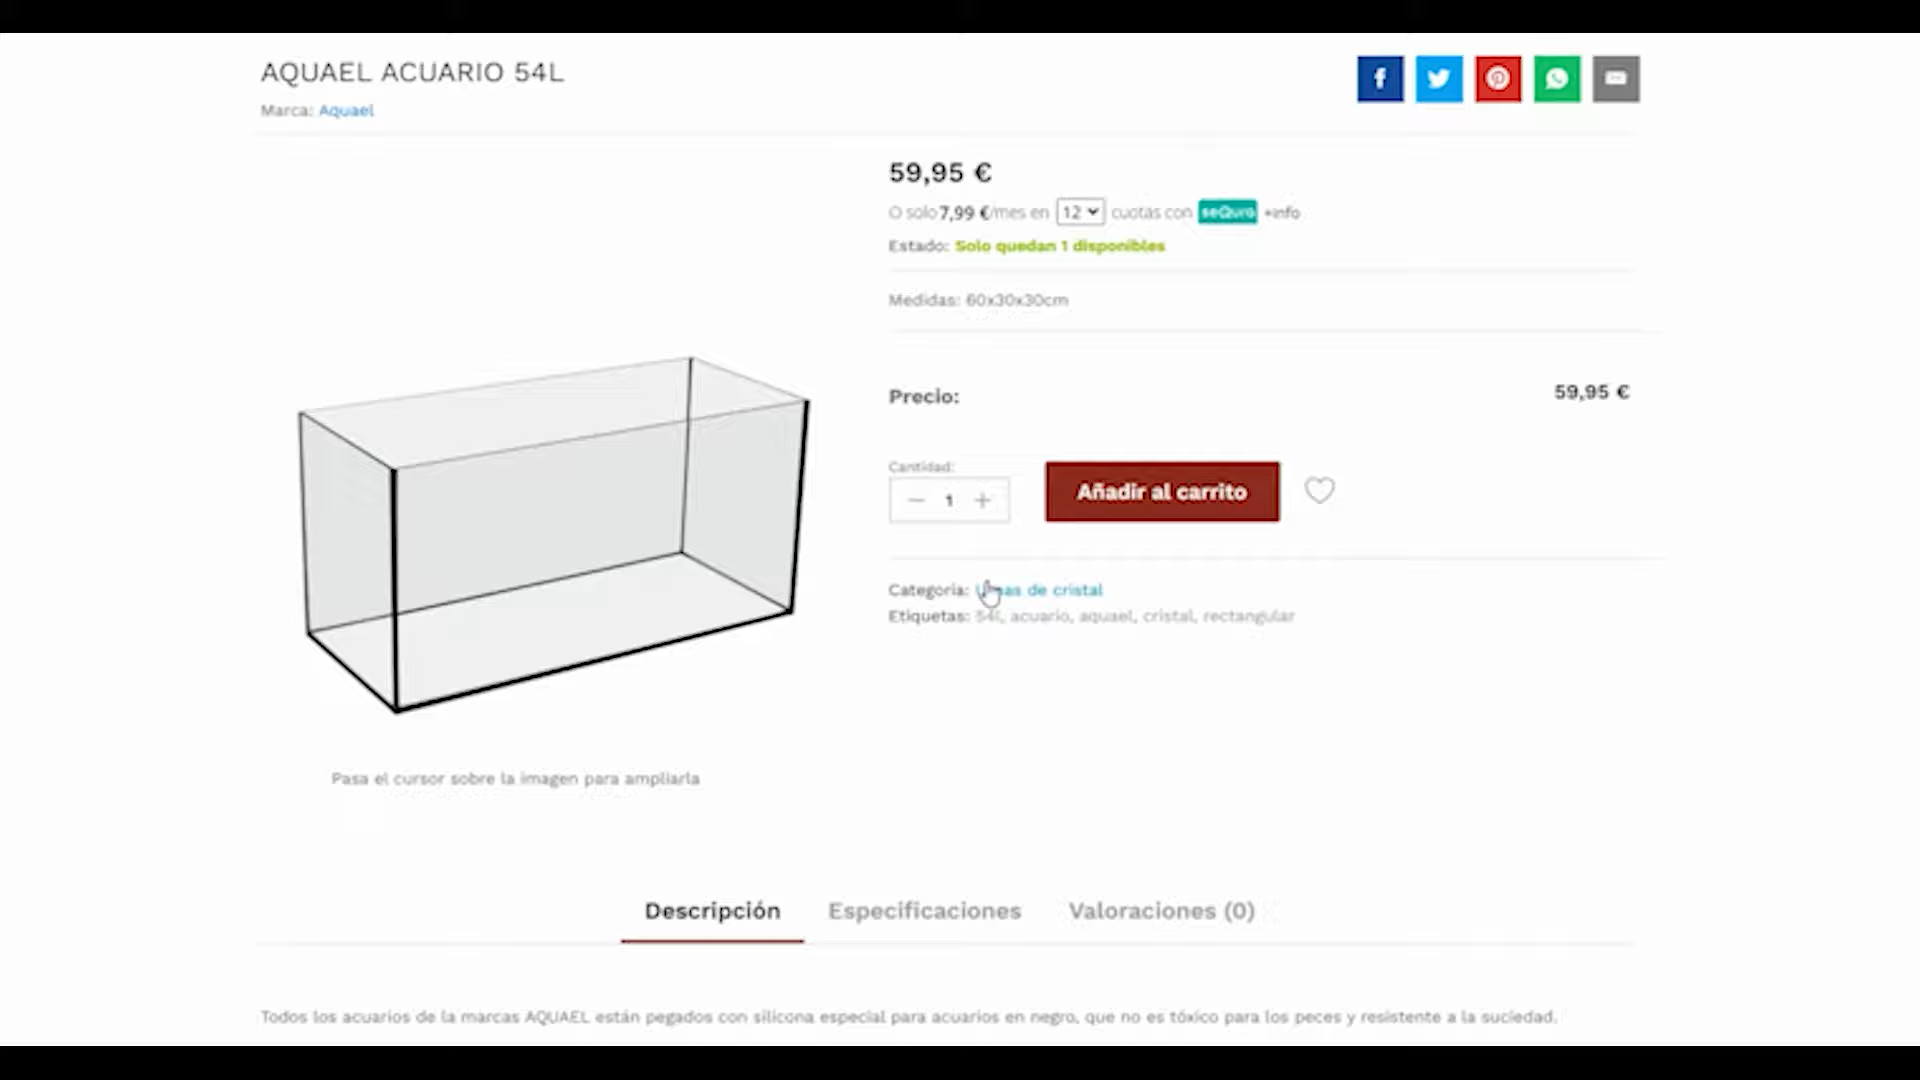 AQUAEL ACUARIO 54L
Marca: Aquael
59,95 €
O solo 7,99 €/mes en 12 cuotas con seQura +info
Estado: Solo quedan 1 disponibles
Medidas: 60x30x30cm
Precio: 59,95 €
Cantidad:
1
Añadir al carrito
Categoria: de cristal
Etiquetas: 54l, acuario, aquael, cristal, rectangular
Pasa el cursor sobre la imagen para ampliarla
Descripción Especificaciones Valoraciones (0)
Todos los acuarios de la marcas AQUAEL están pegados con silicona especial para acuarios en negro, que no es tóxico para los peces y resistente a la suciedad.